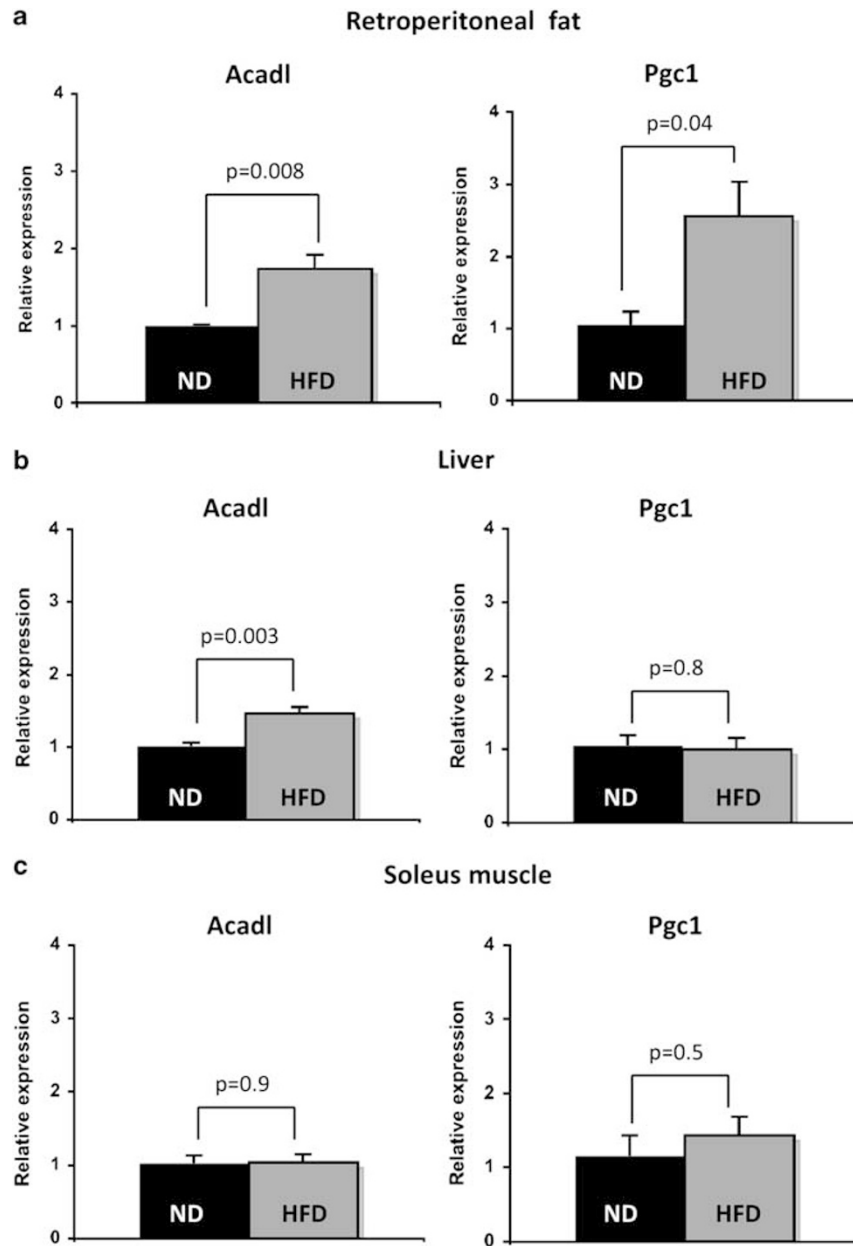 a
Retroperitoneal fat
Acadl
Pgc1
Relative expression
4
3
2
1
0
p=0.008
ND
HFD
Relative expression
4
3
2
1
0
p=0.04
ND
HFD
b
Liver
Acadl
Pgc1
Relative expression
4
3
2
1
0
p=0.003
ND
HFD
Relative expression
4
3
2
1
0
p=0.8
ND
HFD
c
Soleus muscle
Acadl
Pgc1
Relative expression
4
3
2
1
0
p=0.9
ND
HFD
Relative expression
4
3
2
1
0
p=0.5
ND
HFD